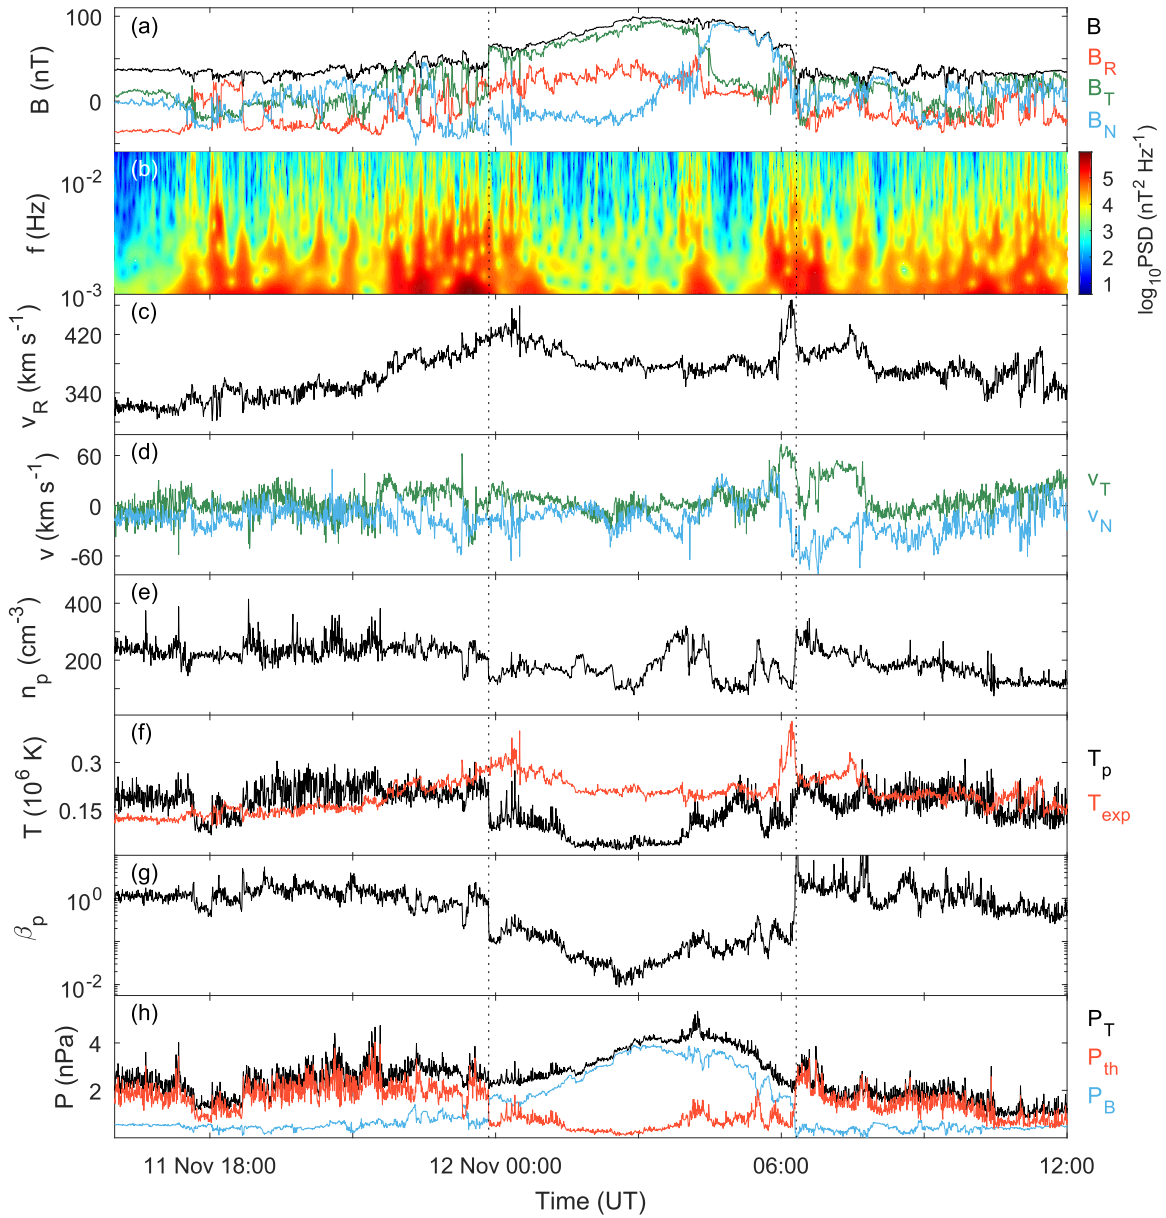 (a)
B (nT)
100
0
B
B_R
B_T
B_N
(b)
f (Hz)
10^-2
10^-3
5
4
3
2
1
log_10PSD (nT^2 Hz^-1)
(c)
v_R (km s^-1)
420
340
(d)
v (km s^-1)
60
0
-60
v_T
v_N
(e)
n_p (cm^-3)
400
200
(f)
T (10^6 K)
0.3
0.15
T_p
T_exp
(g)
β_p
10^0
10^-2
(h)
P (nPa)
4
2
P_T
P_th
P_B
11 Nov 18:00
12 Nov 00:00
06:00
12:00
Time (UT)